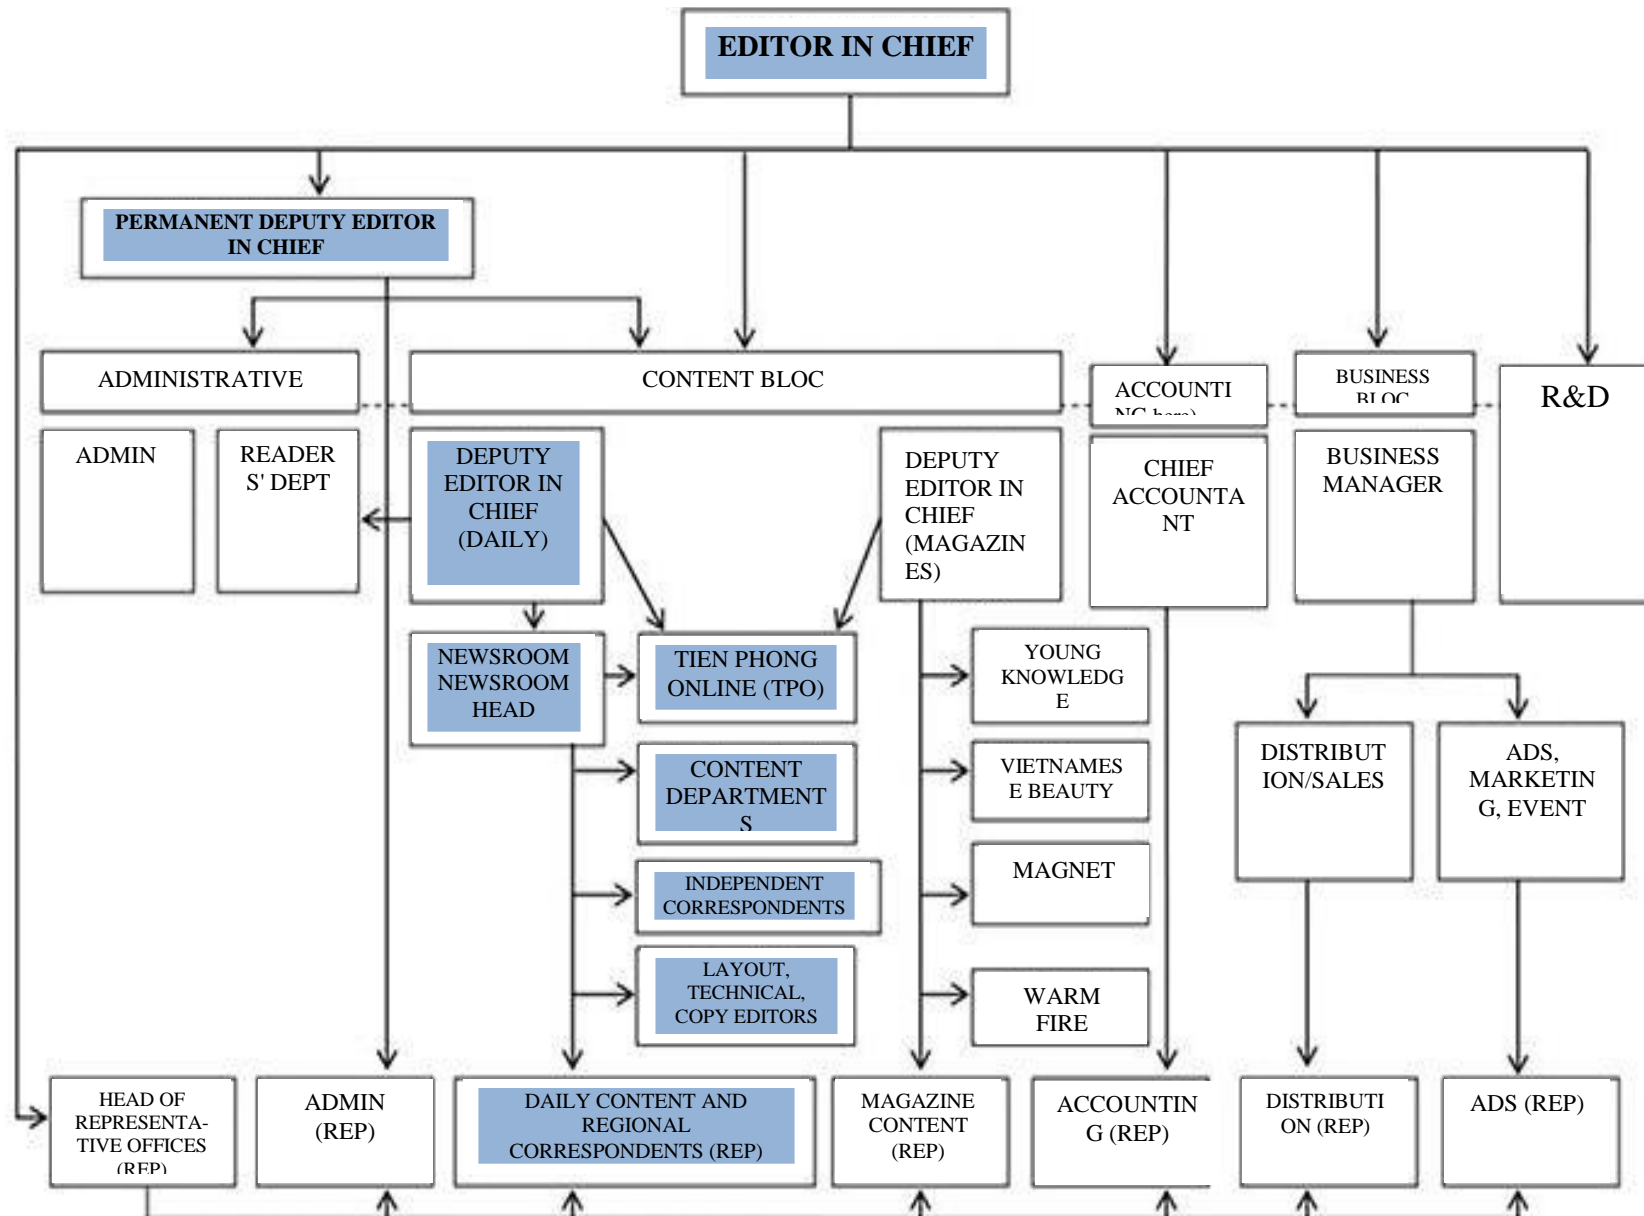 EDITOR IN CHIEF
PERMANENT DEPUTY EDITOR
IN CHIEF
ADMINISTRATIVE
CONTENT BLOC
ACCOUNTI
NG here)
BUSINESS
BLOC
R&D
ADMIN
READER
S' DEPT
DEPUTY
EDITOR IN
CHIEF
(DAILY)
DEPUTY
EDITOR IN
CHIEF
(MAGAZIN
ES)
CHIEF
ACCOUNTA
NT
BUSINESS
MANAGER
NEWSROOM
NEWSROOM
HEAD
TIEN PHONG
ONLINE (TPO)
YOUNG
KNOWLEDG
E
CONTENT
DEPARTMENT
S
VIETNAMES
E BEAUTY
DISTRIBUT
ION/SALES
ADS,
MARKETIN
G, EVENT
INDEPENDENT
CORRESPONDENTS
MAGNET
LAYOUT,
TECHNICAL,
COPY EDITORS
WARM
FIRE
HEAD OF
REPRESENTA-
TIVE OFFICES
(REP)
ADMIN
(REP)
DAILY CONTENT AND
REGIONAL
CORRESPONDENTS (REP)
MAGAZINE
CONTENT
(REP)
ACCOUNTIN
G (REP)
DISTRIBUTI
ON (REP)
ADS (REP)